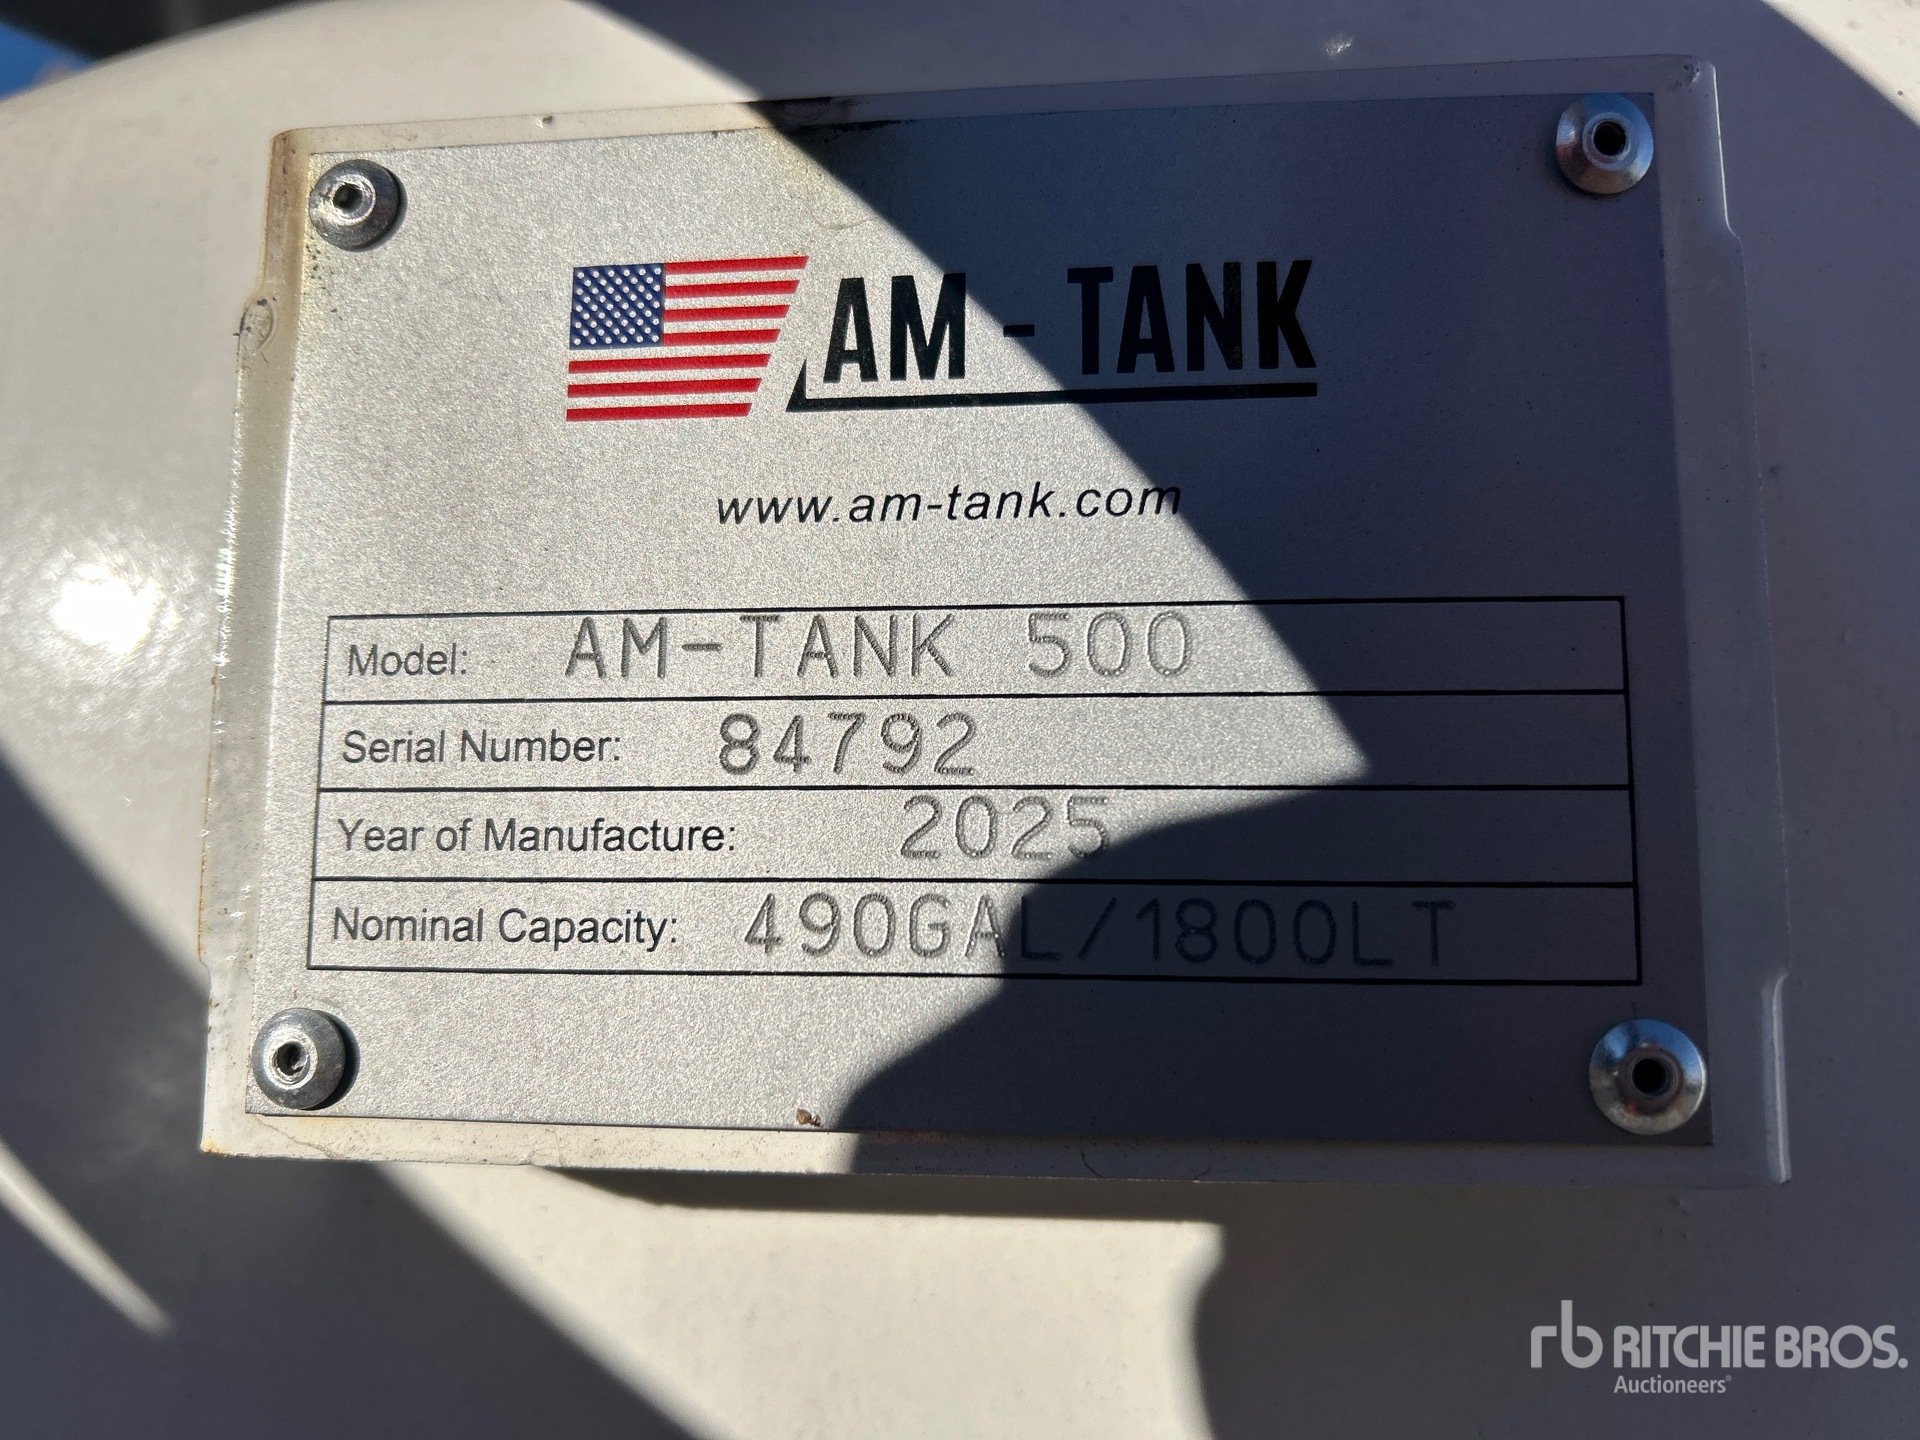 AM - TANK
www.am-tank.com
Model: AM-TANK 500
Serial Number: 84792
Year of Manufacture: 2025
Nominal Capacity: 490GAL/1800LT
rb RITCHIE BROS.
Auctioneers®